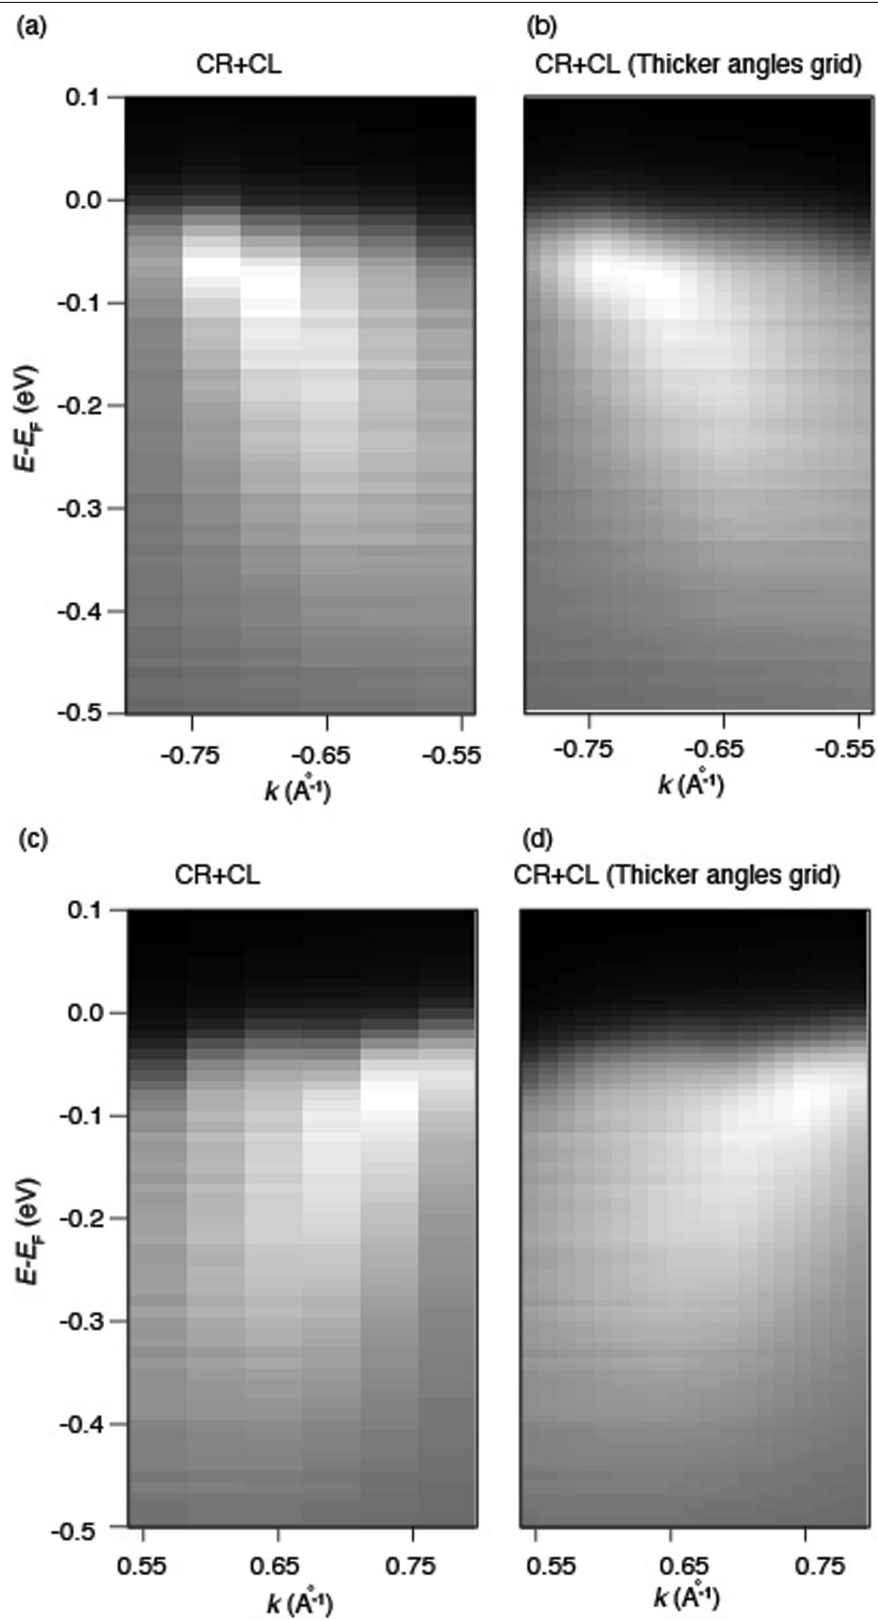 (a)
(b)
CR+CL
CR+CL (Thicker angles grid)
0.1
0.0
-0.1
-0.2
-0.3
-0.4
-0.5
E-E_F (eV)
-0.75 -0.65 -0.55
-0.75 -0.65 -0.55
k (Å⁻¹)
k (Å⁻¹)
(c)
(d)
CR+CL
CR+CL (Thicker angles grid)
0.1
0.0
-0.1
-0.2
-0.3
-0.4
-0.5
E-E_F (eV)
0.55 0.65 0.75
0.55 0.65 0.75
k (Å⁻¹)
k (Å⁻¹)